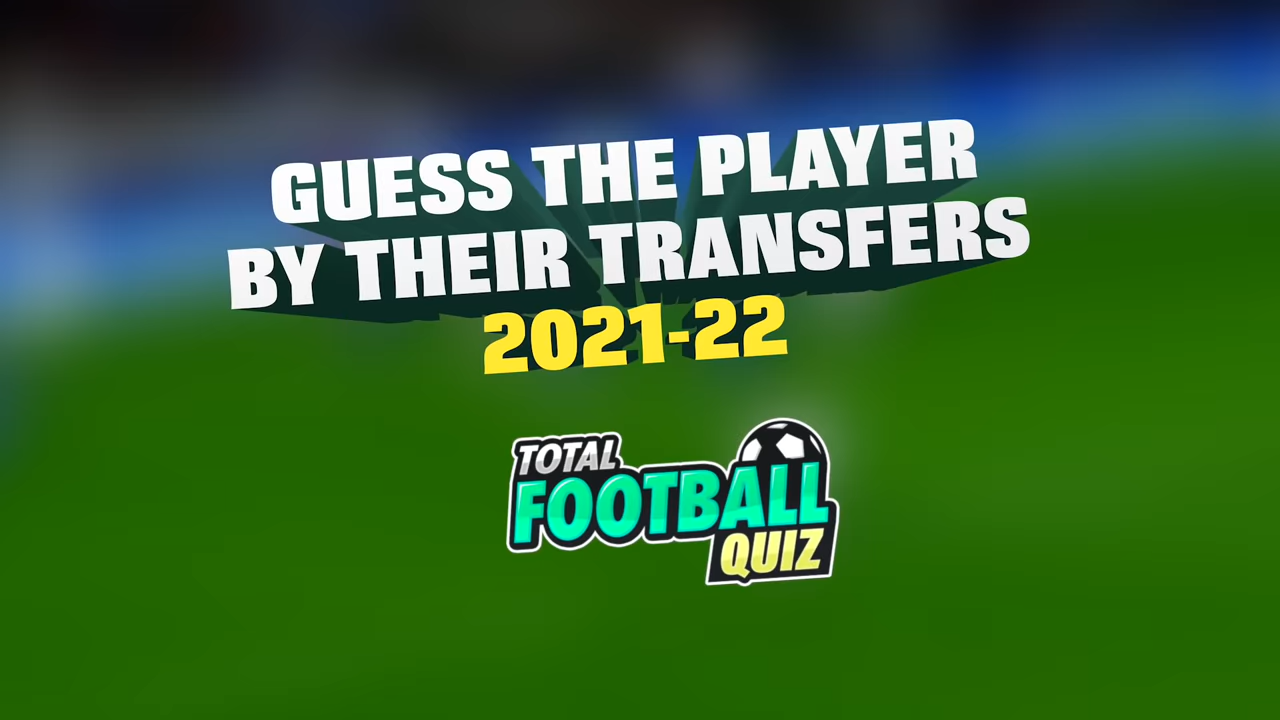 GUESS THE PLAYER
BY THEIR TRANSFERS
2021-22
TOTAL
FOOTBALL
QUIZ